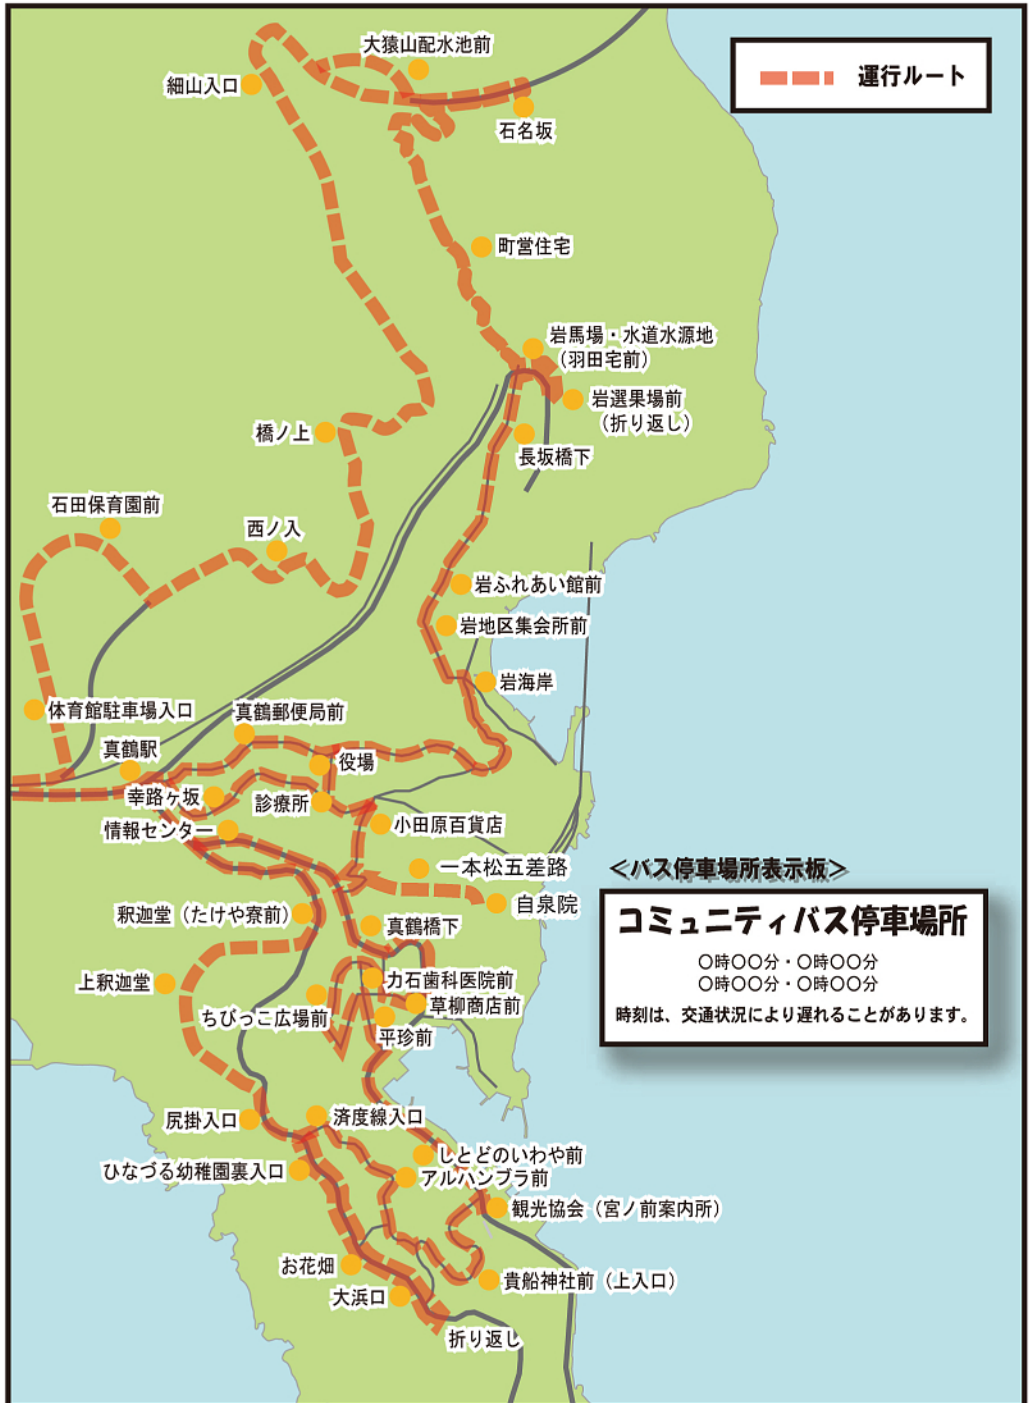 大猿山配水池前
運行ルート
細山入口
石名坂
町営住宅
岩馬場・水道水源地
（羽田宅前）
岩選果場前
（折り返し）
橋ノ上
長坂橋下
石田保育園前
西ノ入
岩ふれあい館前
岩地区集会所前
岩海岸
体育館駐車場入口
真鶴郵便局前
真鶴駅
役場
幸路ヶ坂
診療所
情報センター
小田原百貨店
一本松五差路
＜バス停車場所表示板＞
自泉院
釈迦堂（たけや寮前）
真鶴橋下
コミュニティバス停車場所
〇時〇〇分・〇時〇〇分
〇時〇〇分・〇時〇〇分
時刻は、交通状況により遅れることがあります。
上釈迦堂
力石歯科医院前
草柳商店前
ちびっこ広場前
平珍前
尻掛入口
済度線入口
しとどのいわや前
ひなづる幼稚園裏入口
アルハンブラ前
観光協会（宮ノ前案内所）
お花畑
貴船神社前（上入口）
大浜口
折り返し